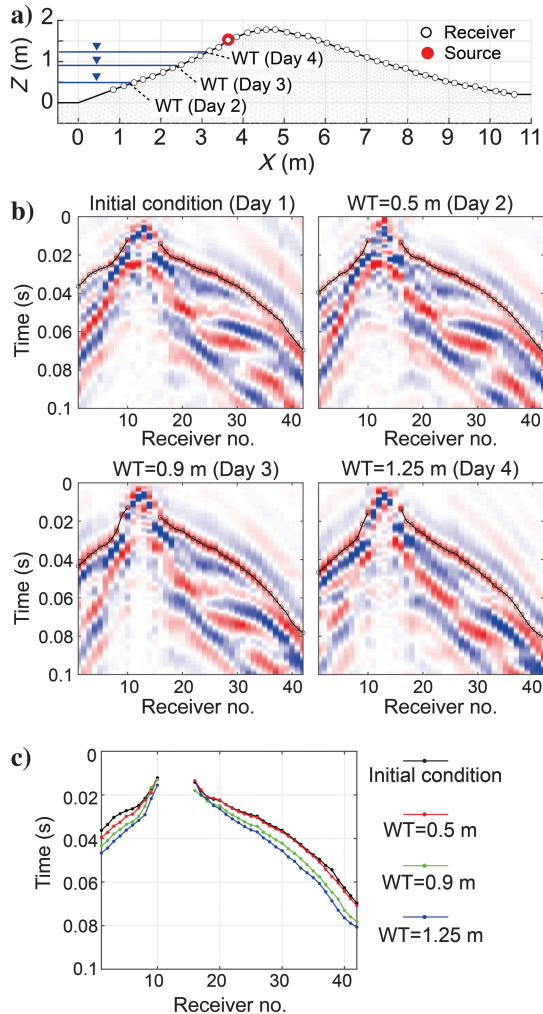 a)
Z (m)
2
1
0
WT (Day 4)
WT (Day 3)
WT (Day 2)
Receiver
Source
0 1 2 3 4 5 6 7 8 9 10 11
X (m)
b)
Initial condition (Day 1)
Time (s)
0
0.02
0.04
0.06
0.08
0.1
10 20 30 40
Receiver no.
WT=0.5 m (Day 2)
10 20 30 40
Receiver no.
WT=0.9 m (Day 3)
Time (s)
0
0.02
0.04
0.06
0.08
0.1
10 20 30 40
Receiver no.
WT=1.25 m (Day 4)
10 20 30 40
Receiver no.
c)
Time (s)
0
0.02
0.04
0.06
0.08
0.1
10 20 30 40
Receiver no.
Initial condition
WT=0.5 m
WT=0.9 m
WT=1.25 m